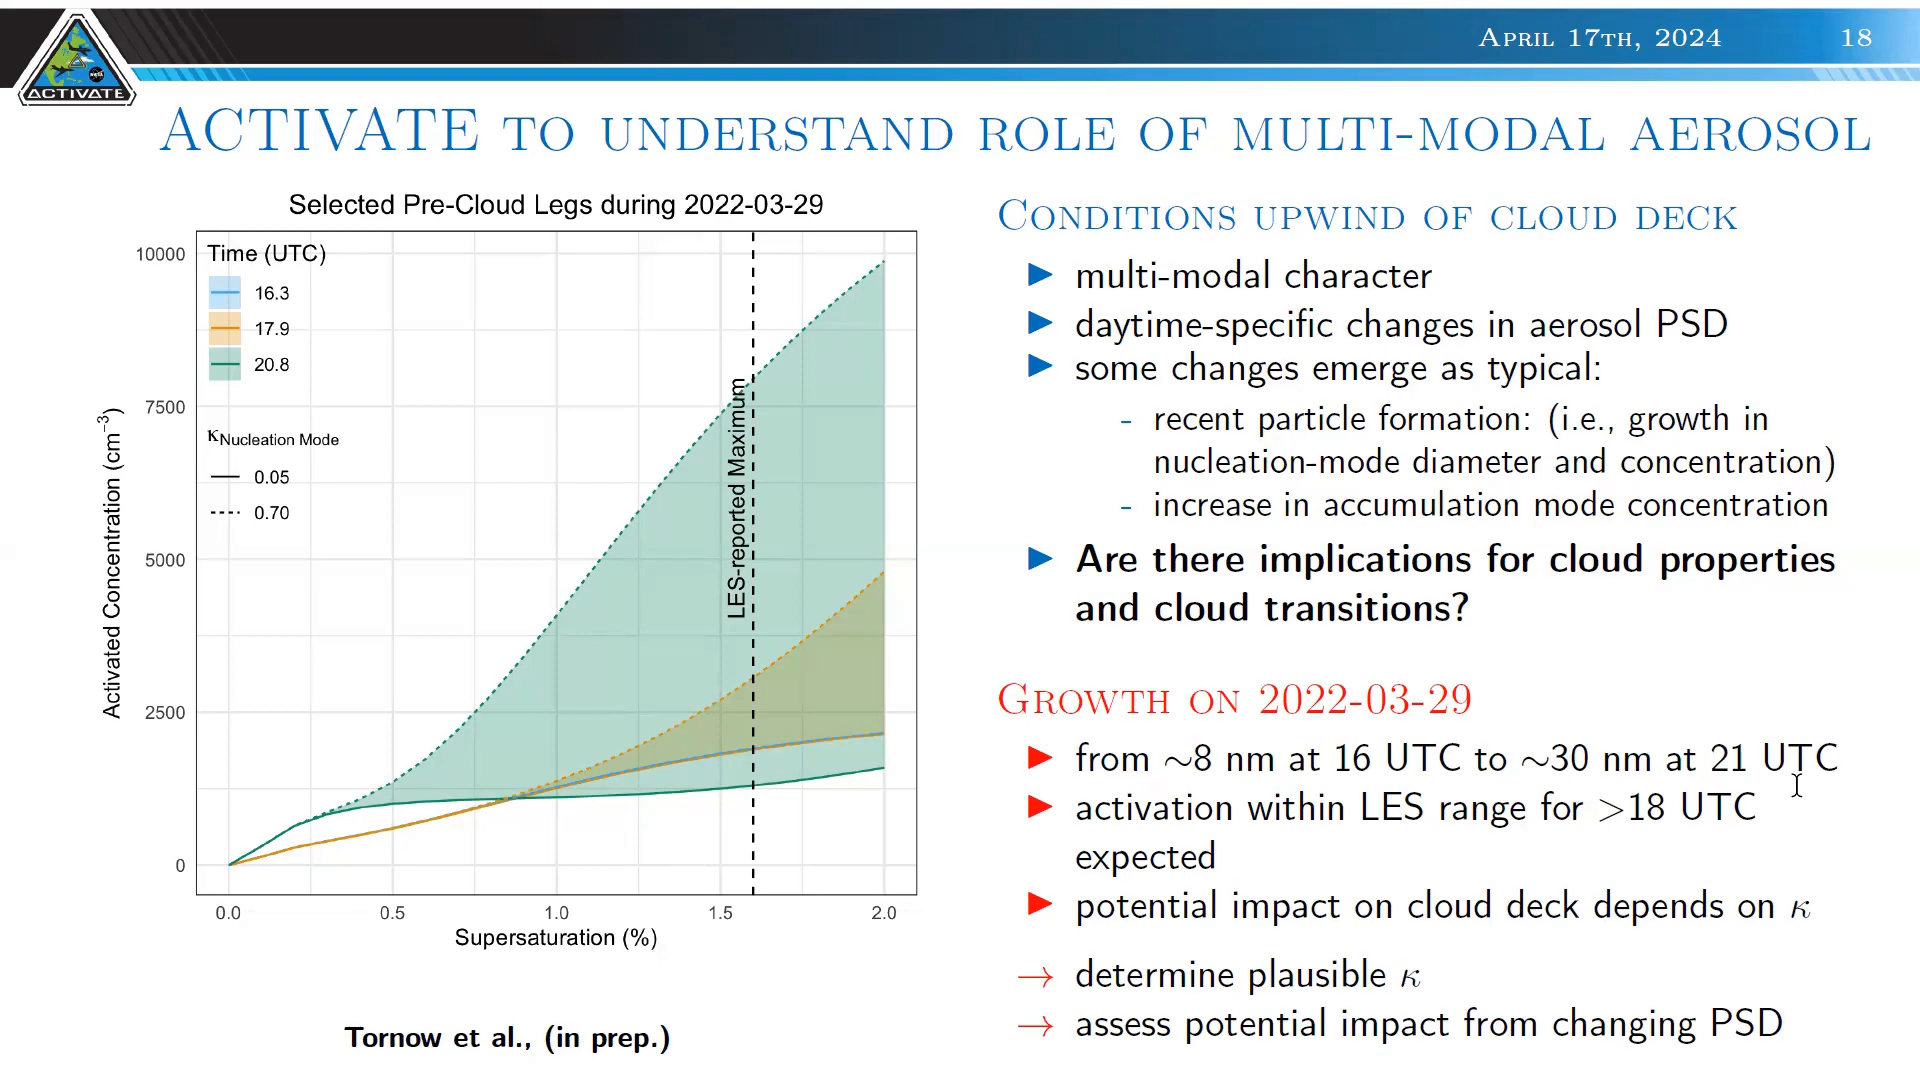 April 17th, 2024 18
ACTIVATE
ACTIVATE to understand role of multi-modal aerosol
Selected Pre-Cloud Legs during 2022-03-29
Time (UTC)
16.3
17.9
20.8
κNucleation Mode
0.05
0.70
LES-reported Maximum
Activated Concentration (cm⁻³)
10000
7500
5000
2500
0
0.0 0.5 1.0 1.5 2.0
Supersaturation (%)
Tornow et al., (in prep.)
Conditions upwind of cloud deck
▶ multi-modal character
▶ daytime-specific changes in aerosol PSD
▶ some changes emerge as typical:
- recent particle formation: (i.e., growth in
nucleation-mode diameter and concentration)
- increase in accumulation mode concentration
▶ Are there implications for cloud properties
and cloud transitions?
Growth on 2022-03-29
▶ from ~8 nm at 16 UTC to ~30 nm at 21 UTC
▶ activation within LES range for >18 UTC
expected
▶ potential impact on cloud deck depends on κ
→ determine plausible κ
→ assess potential impact from changing PSD